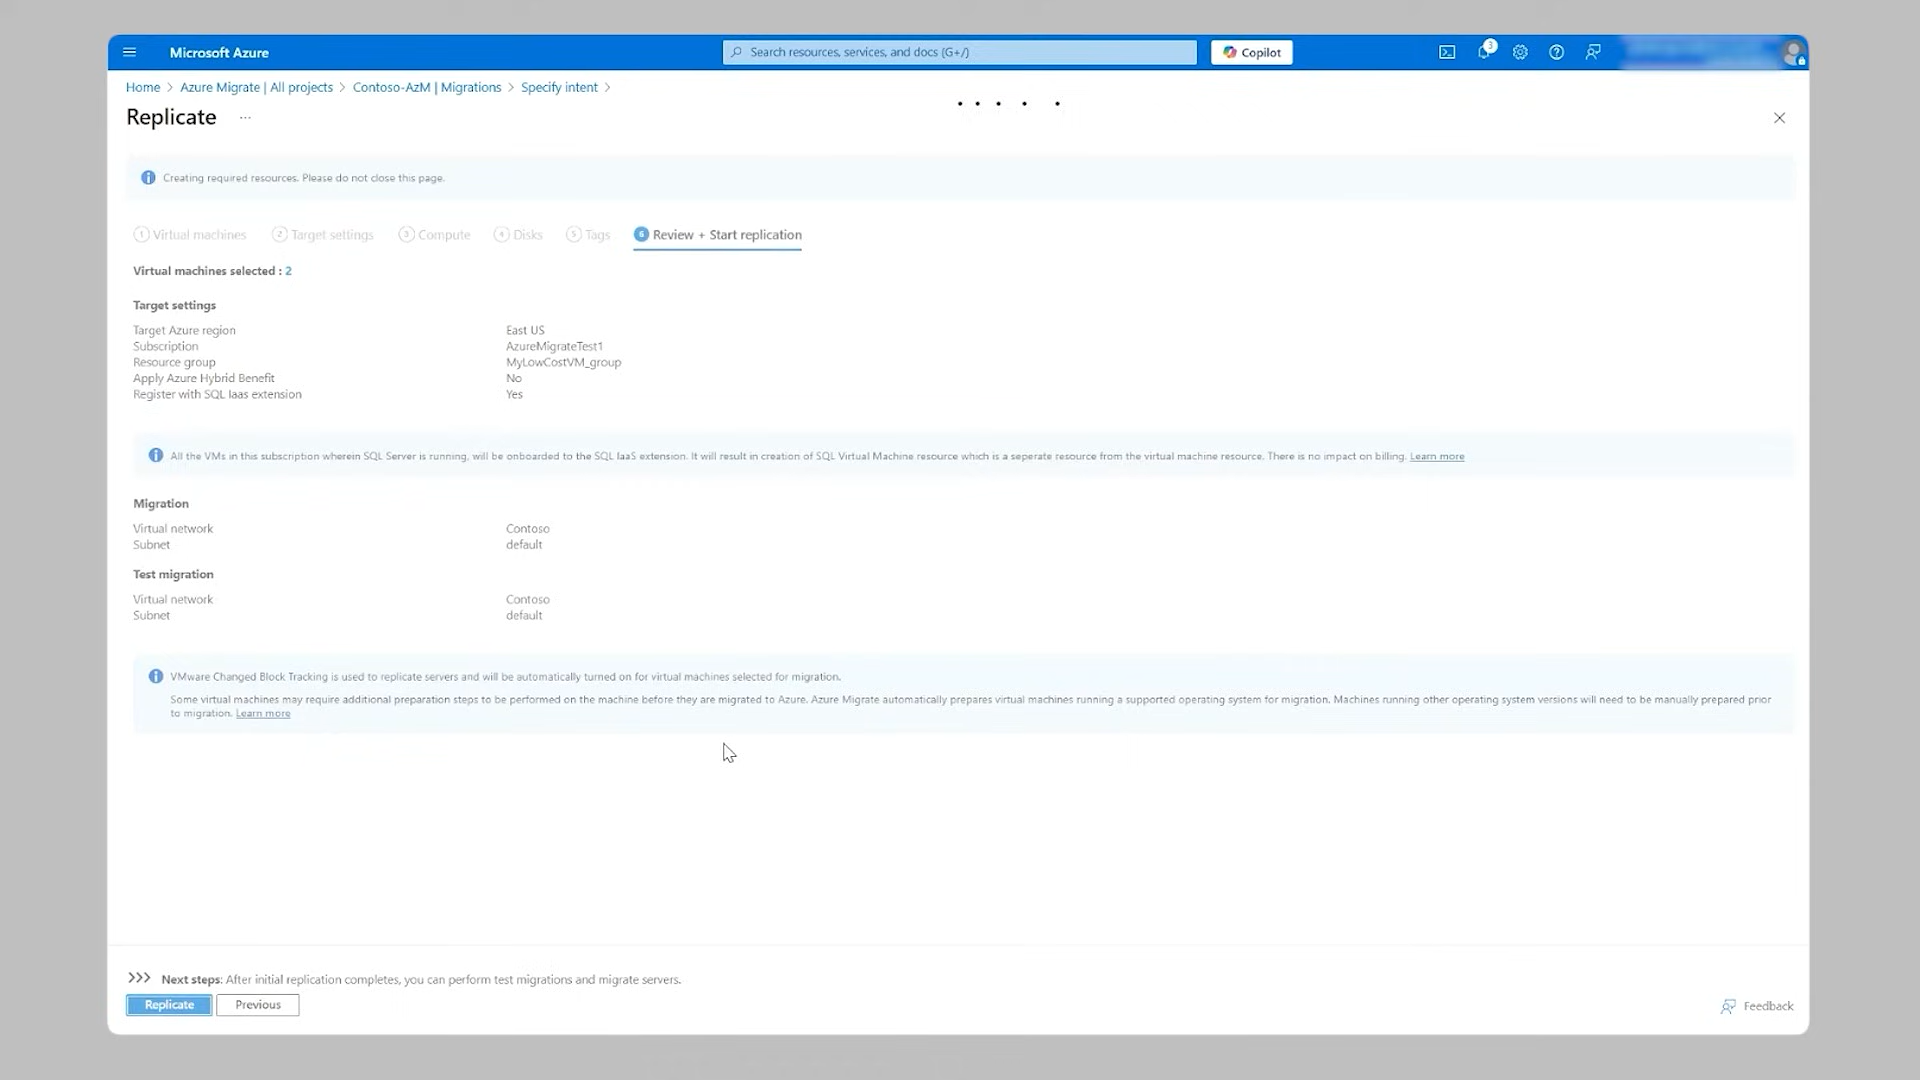 Microsoft Azure
Search resources, services, and docs (G+/)
Copilot
3
Home > Azure Migrate | All projects > Contoso-AzM | Migrations > Specify intent >
Replicate ...
Creating required resources. Please do not close this page.
1 Virtual machines 2 Target settings 3 Compute 4 Disks 5 Tags 6 Review + Start replication
Virtual machines selected : 2
Target settings
Target Azure region East US
Subscription AzureMigrateTest1
Resource group MyLowCostVM_group
Apply Azure Hybrid Benefit No
Register with SQL Iaas extension Yes
All the VMs in this subscription wherein SQL Server is running, will be onboarded to the SQL IaaS extension. It will result in creation of SQL Virtual Machine resource which is a seperate resource from the virtual machine resource. There is no impact on billing. Learn more
Migration
Virtual network Contoso
Subnet default
Test migration
Virtual network Contoso
Subnet default
VMware Changed Block Tracking is used to replicate servers and will be automatically turned on for virtual machines selected for migration.
Some virtual machines may require additional preparation steps to be performed on the machine before they are migrated to Azure. Azure Migrate automatically prepares virtual machines running a supported operating system for migration. Machines running other operating system versions will need to be manually prepared prior
to migration. Learn more
>>> Next steps: After initial replication completes, you can perform test migrations and migrate servers.
Replicate Previous
Feedback